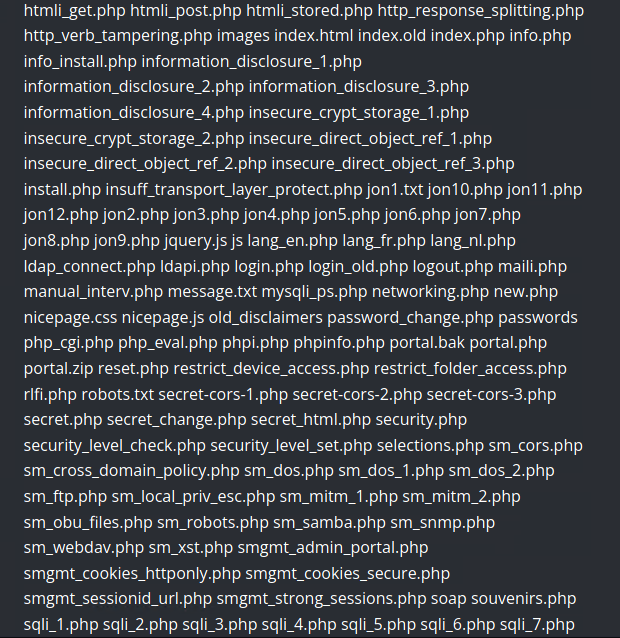 htmli_get.php htmli_post.php htmli_stored.php http_response_splitting.php
http_verb_tampering.php images index.html index.old index.php info.php
info_install.php information_disclosure_1.php
information_disclosure_2.php information_disclosure_3.php
information_disclosure_4.php insecure_crypt_storage_1.php
insecure_crypt_storage_2.php insecure_direct_object_ref_1.php
insecure_direct_object_ref_2.php insecure_direct_object_ref_3.php
install.php insuff_transport_layer_protect.php jon1.txt jon10.php jon11.php
jon12.php jon2.php jon3.php jon4.php jon5.php jon6.php jon7.php
jon8.php jon9.php jquery.js js lang_en.php lang_fr.php lang_nl.php
ldap_connect.php ldapi.php login.php login_old.php logout.php maili.php
manual_interv.php message.txt mysqli_ps.php networking.php new.php
nicepage.css nicepage.js old_disclaimers password_change.php passwords
php_cgi.php php_eval.php phpi.php phpinfo.php portal.bak portal.php
portal.zip reset.php restrict_device_access.php restrict_folder_access.php
rlfi.php robots.txt secret-cors-1.php secret-cors-2.php secret-cors-3.php
secret.php secret_change.php secret_html.php security.php
security_level_check.php security_level_set.php selections.php sm_cors.php
sm_cross_domain_policy.php sm_dos.php sm_dos_1.php sm_dos_2.php
sm_ftp.php sm_local_priv_esc.php sm_mitm_1.php sm_mitm_2.php
sm_obu_files.php sm_robots.php sm_samba.php sm_snmp.php
sm_webdav.php sm_xst.php smgmt_admin_portal.php
smgmt_cookies_httponly.php smgmt_cookies_secure.php
smgmt_sessionid_url.php smgmt_strong_sessions.php soap souvenirs.php
sqli_1.php sqli_2.php sqli_3.php sqli_4.php sqli_5.php sqli_6.php sqli_7.php